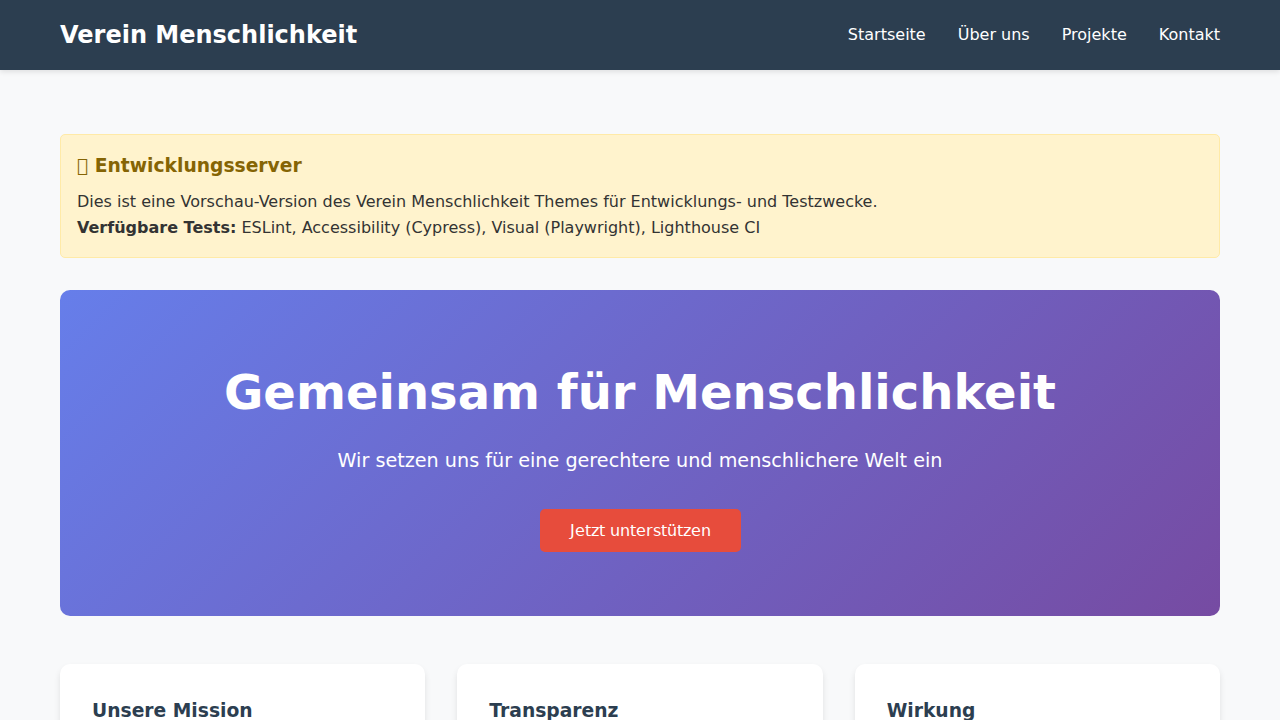 Verein Menschlichkeit
Startseite Über uns Projekte Kontakt
Entwicklungsserver
Dies ist eine Vorschau-Version des Verein Menschlichkeit Themes für Entwicklungs- und Testzwecke.
Verfügbare Tests: ESLint, Accessibility (Cypress), Visual (Playwright), Lighthouse CI
Gemeinsam für Menschlichkeit
Wir setzen uns für eine gerechtere und menschlichere Welt ein
Jetzt unterstützen
Unsere Mission
Transparenz
Wirkung